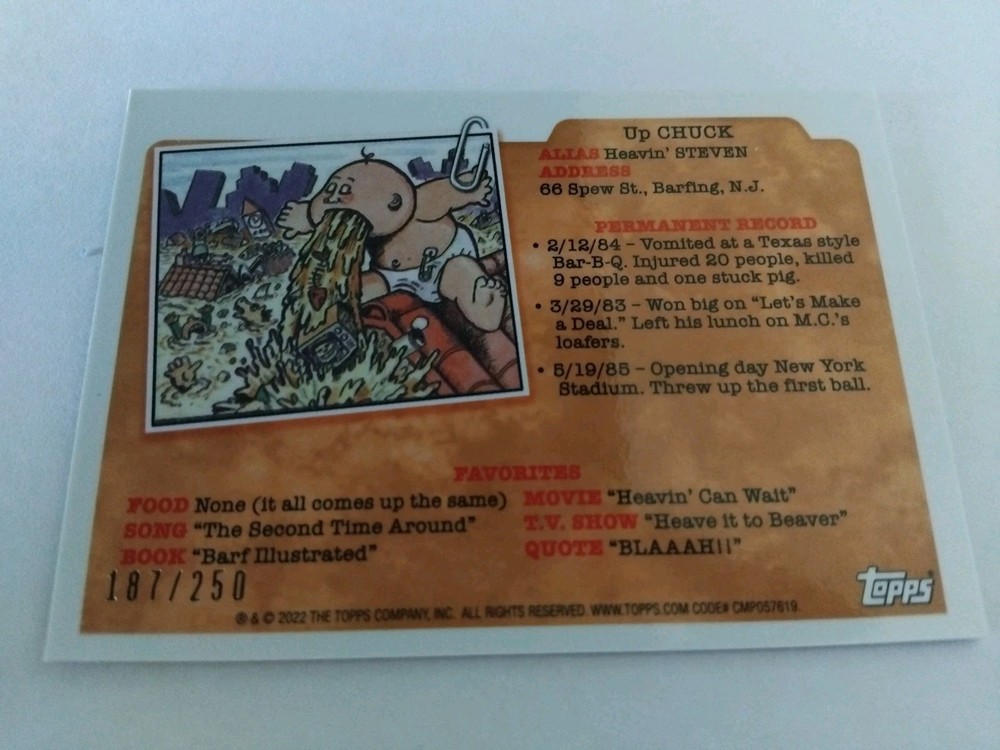 Up CHUCK
ALIAS Heavin' STEVEN
ADDRESS
66 Spew St., Barfing, N.J.
PERMANENT RECORD
• 2/12/84 – Vomited at a Texas style
Bar-B-Q. Injured 20 people, killed
9 people and one stuck pig.
• 3/29/83 – Won big on "Let's Make
a Deal." Left his lunch on M.C.'s
loafers.
• 5/19/85 – Opening day New York
Stadium. Threw up the first ball.
FAVORITES
FOOD None (it all comes up the same)
SONG "The Second Time Around"
BOOK "Barf Illustrated"
MOVIE "Heavin' Can Wait"
T.V. SHOW "Heave it to Beaver"
QUOTE "BLAAAH!!"
187/250
Topps®
® & © 2022 THE TOPPS COMPANY, INC. ALL RIGHTS RESERVED. WWW.TOPPS.COM CODE# CMP057619.